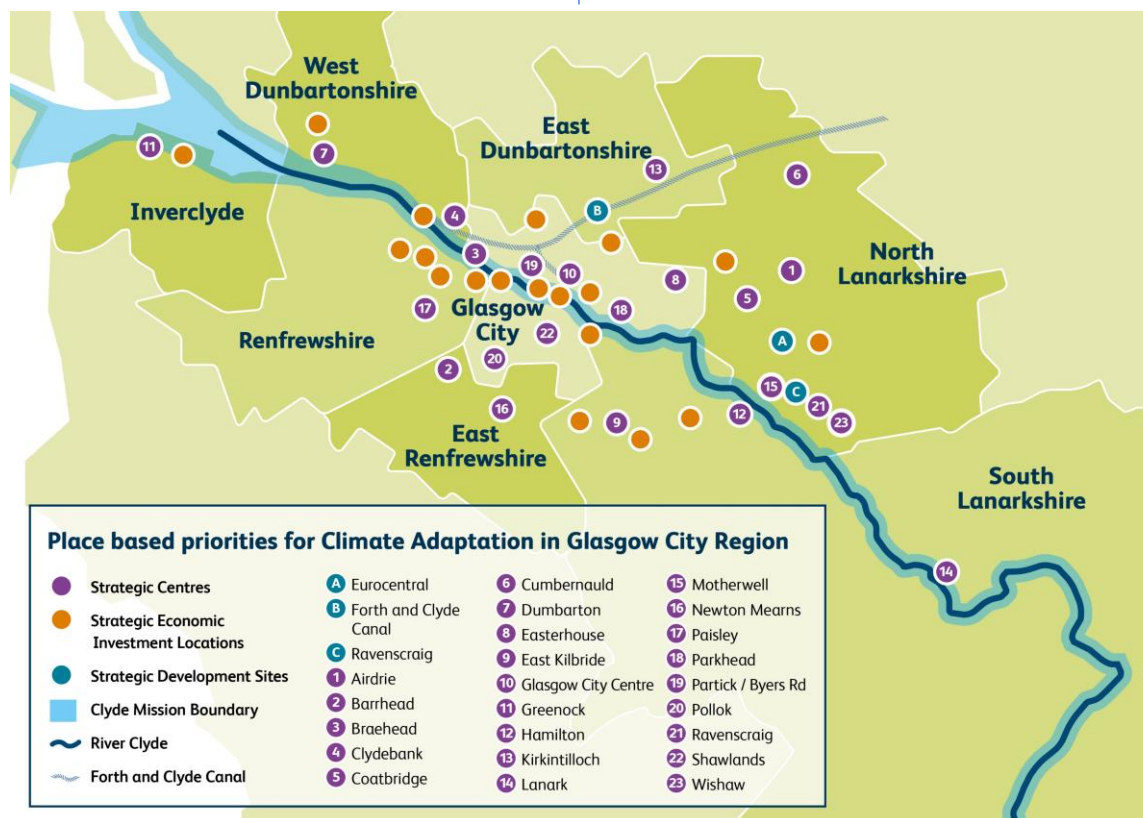 West
Dunbartonshire
East
Dunbartonshire
11
7
13
6
Inverclyde
4
B
North
Lanarkshire
3
19
10
8
1
5
17
Glasgow
City
18
Renfrewshire
22
A
20
2
15
C
16
21
12
9
23
East
Renfrewshire
South
Lanarkshire
14
Place based priorities for Climate Adaptation in Glasgow City Region
Strategic Centres
Strategic Economic
Investment Locations
Strategic Development Sites
Clyde Mission Boundary
River Clyde
Forth and Clyde Canal
A Eurocentral
B Forth and Clyde
Canal
C Ravenscraig
1 Airdrie
2 Barrhead
3 Braehead
4 Clydebank
5 Coatbridge
6 Cumbernauld
7 Dumbarton
8 Easterhouse
9 East Kilbride
10 Glasgow City Centre
11 Greenock
12 Hamilton
13 Kirkintilloch
14 Lanark
15 Motherwell
16 Newton Mearns
17 Paisley
18 Parkhead
19 Partick / Byers Rd
20 Pollok
21 Ravenscraig
22 Shawlands
23 Wishaw